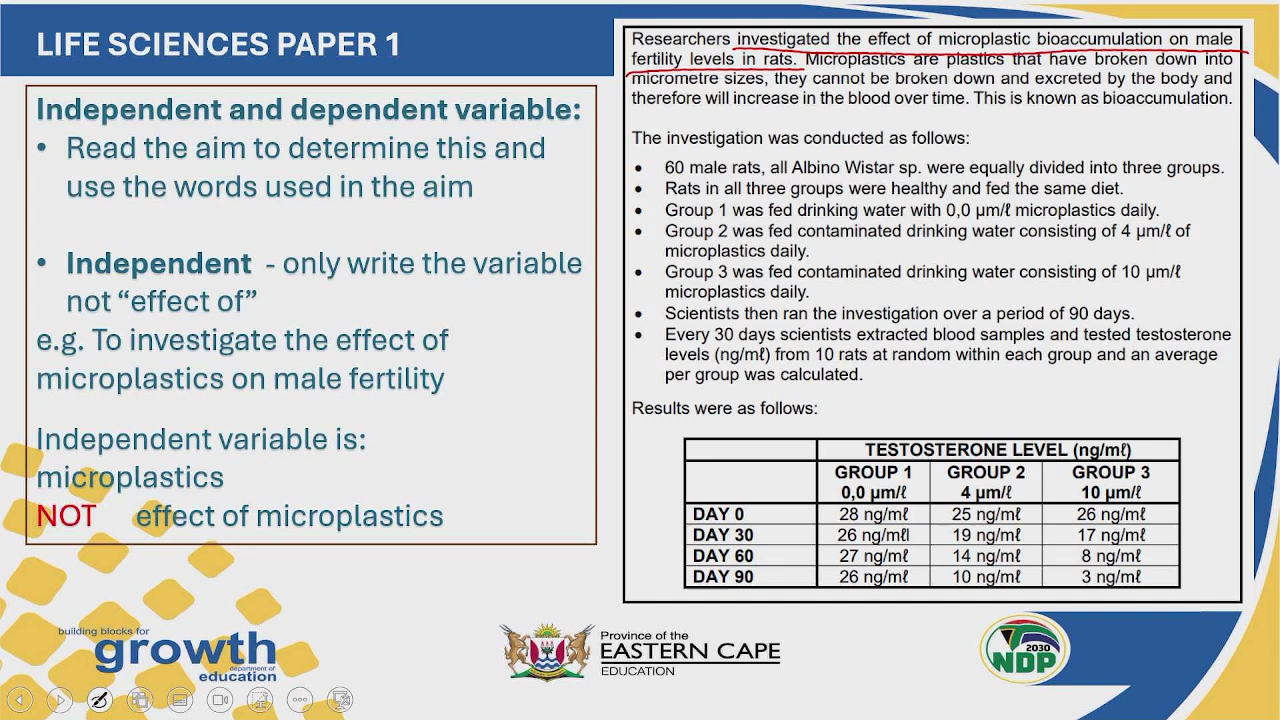 LIFE SCIENCES PAPER 1
Independent and dependent variable:
• Read the aim to determine this and
use the words used in the aim
• Independent - only write the variable
not “effect of”
e.g. To investigate the effect of
microplastics on male fertility
Independent variable is:
microplastics
NOT effect of microplastics
Researchers investigated the effect of microplastic bioaccumulation on male
fertility levels in rats. Microplastics are plastics that have broken down into
micrometre sizes, they cannot be broken down and excreted by the body and
therefore will increase in the blood over time. This is known as bioaccumulation.
The investigation was conducted as follows:
• 60 male rats, all Albino Wistar sp. were equally divided into three groups.
• Rats in all three groups were healthy and fed the same diet.
• Group 1 was fed drinking water with 0,0 µm/ℓ microplastics daily.
• Group 2 was fed contaminated drinking water consisting of 4 µm/ℓ of
microplastics daily.
• Group 3 was fed contaminated drinking water consisting of 10 µm/ℓ
microplastics daily.
• Scientists then ran the investigation over a period of 90 days.
• Every 30 days scientists extracted blood samples and tested testosterone
levels (ng/mℓ) from 10 rats at random within each group and an average
per group was calculated.
Results were as follows:
TESTOSTERONE LEVEL (ng/mℓ)
GROUP 1 GROUP 2 GROUP 3
0,0 µm/ℓ 4 µm/ℓ 10 µm/ℓ
DAY 0 28 ng/mℓ 25 ng/mℓ 26 ng/mℓ
DAY 30 26 ng/mℓl 19 ng/mℓ 17 ng/mℓ
DAY 60 27 ng/mℓ 14 ng/mℓ 8 ng/mℓ
DAY 90 26 ng/mℓ 10 ng/mℓ 3 ng/mℓ
building blocks for
growth
department of
education
Province of the
EASTERN CAPE
EDUCATION
2030
NDP